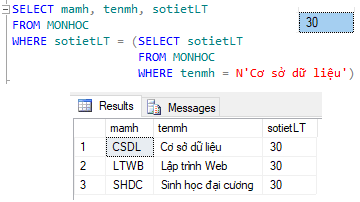 SELECT mamh, tenmh, sotietLT
FROM MONHOC
WHERE sotietLT = (SELECT sotietLT
FROM MONHOC
WHERE tenmh = N'Cơ sở dữ liệu')
30
Results Messages
mamh tenmh sotietLT
1 CSDL Cơ sở dữ liệu 30
2 LTWB Lập trình Web 30
3 SHDC Sinh học đại cương 30